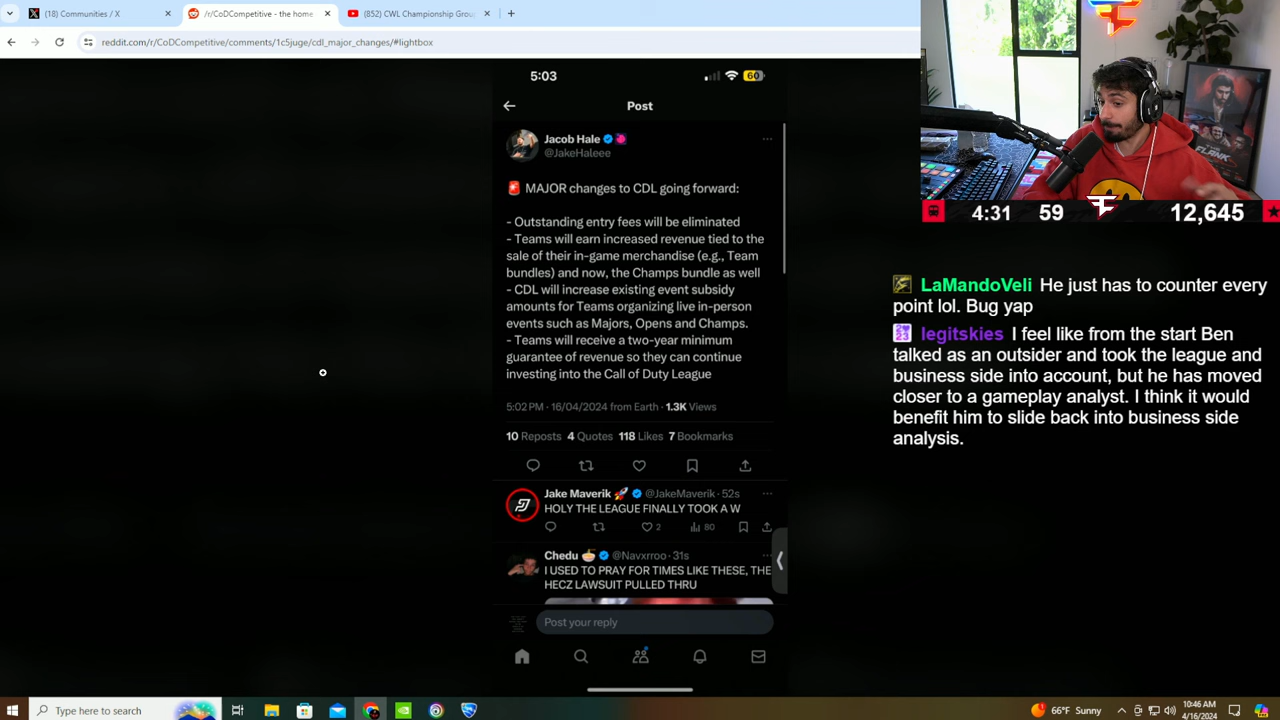 (18) Communities / X
/r/CoDCompetitive - the home
(852) CWL Championship Grou
reddit.com/r/CoDCompetitive/comments/1c5juge/cdl_major_changes/#lightbox
5:03
60
Post
Jacob Hale
@JakeHaleee
🚨 MAJOR changes to CDL going forward:
- Outstanding entry fees will be eliminated
- Teams will earn increased revenue tied to the
sale of their in-game merchandise (e.g., Team
bundles) and now, the Champs bundle as well
- CDL will increase existing event subsidy
amounts for Teams organizing live in-person
events such as Majors, Opens and Champs.
- Teams will receive a two-year minimum
guarantee of revenue so they can continue
investing into the Call of Duty League
5:02 PM · 16/04/2024 from Earth · 1.3K Views
10 Reposts 4 Quotes 118 Likes 7 Bookmarks
Jake Maverik 🚀 @JakeMaverik · 52s
HOLY THE LEAGUE FINALLY TOOK A W
2
80
Chedu 🍜 @Navxrroo · 31s
I USED TO PRAY FOR TIMES LIKE THESE, THE
HECZ LAWSUIT PULLED THRU
Post your reply
4:31 59 12,645
LaMandoVeli He just has to counter every
point lol. Bug yap
legitskies I feel like from the start Ben
talked as an outsider and took the league and
business side into account, but he has moved
closer to a gameplay analyst. I think it would
benefit him to slide back into business side
analysis.
Type here to search
66°F Sunny
10:46 AM
4/16/2024